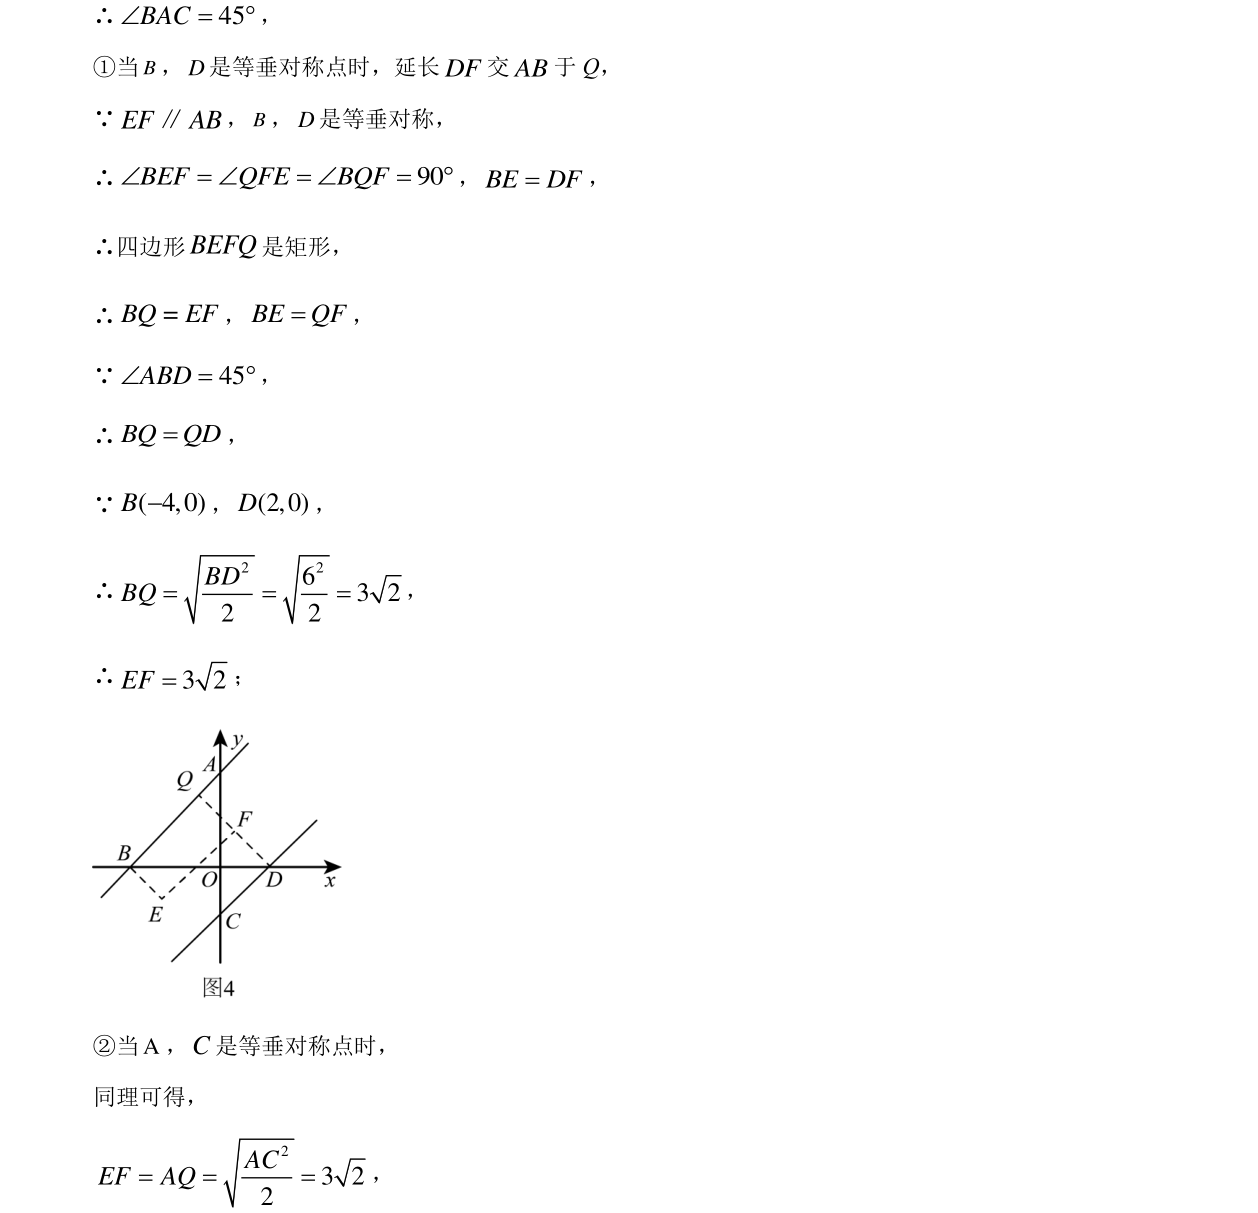 ∴ ∠BAC = 45°，
①当 B， D 是等垂对称点时，延长 DF 交 AB 于 Q，
∵ EF ∥ AB， B， D 是等垂对称，
∴ ∠BEF = ∠QFE = ∠BQF = 90°， BE = DF，
∴四边形 BEFQ 是矩形，
∴ BQ = EF， BE = QF，
∵ ∠ABD = 45°，
∴ BQ = QD，
∵ B(−4,0)， D(2,0)，
∴ BQ = √(BD²/2) = √(6²/2) = 3√2，
∴ EF = 3√2；
y
A
Q
F
B
O
D
x
E
C
图4
②当 A， C 是等垂对称点时，
同理可得，
EF = AQ = √(AC²/2) = 3√2，